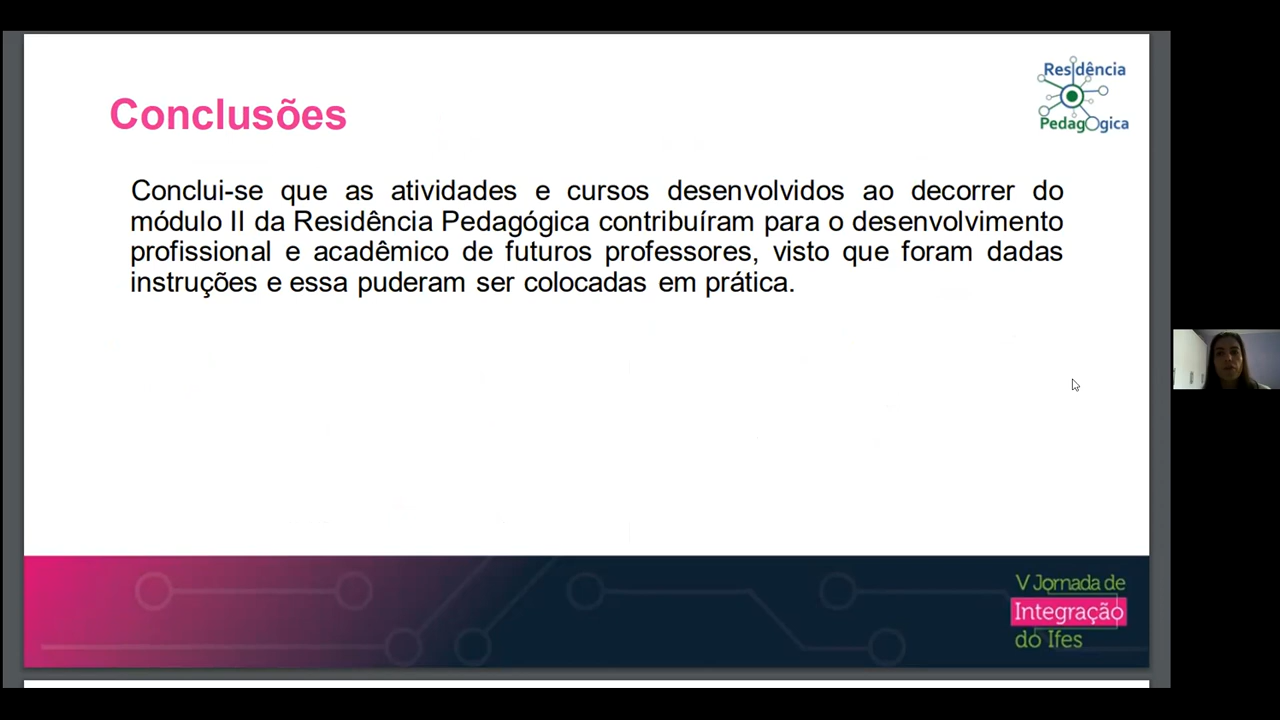 Residência
Pedagógica
Conclusões
Conclui-se que as atividades e cursos desenvolvidos ao decorrer do
módulo II da Residência Pedagógica contribuíram para o desenvolvimento
profissional e acadêmico de futuros professores, visto que foram dadas
instruções e essa puderam ser colocadas em prática.
V Jornada de
Integração
do Ifes